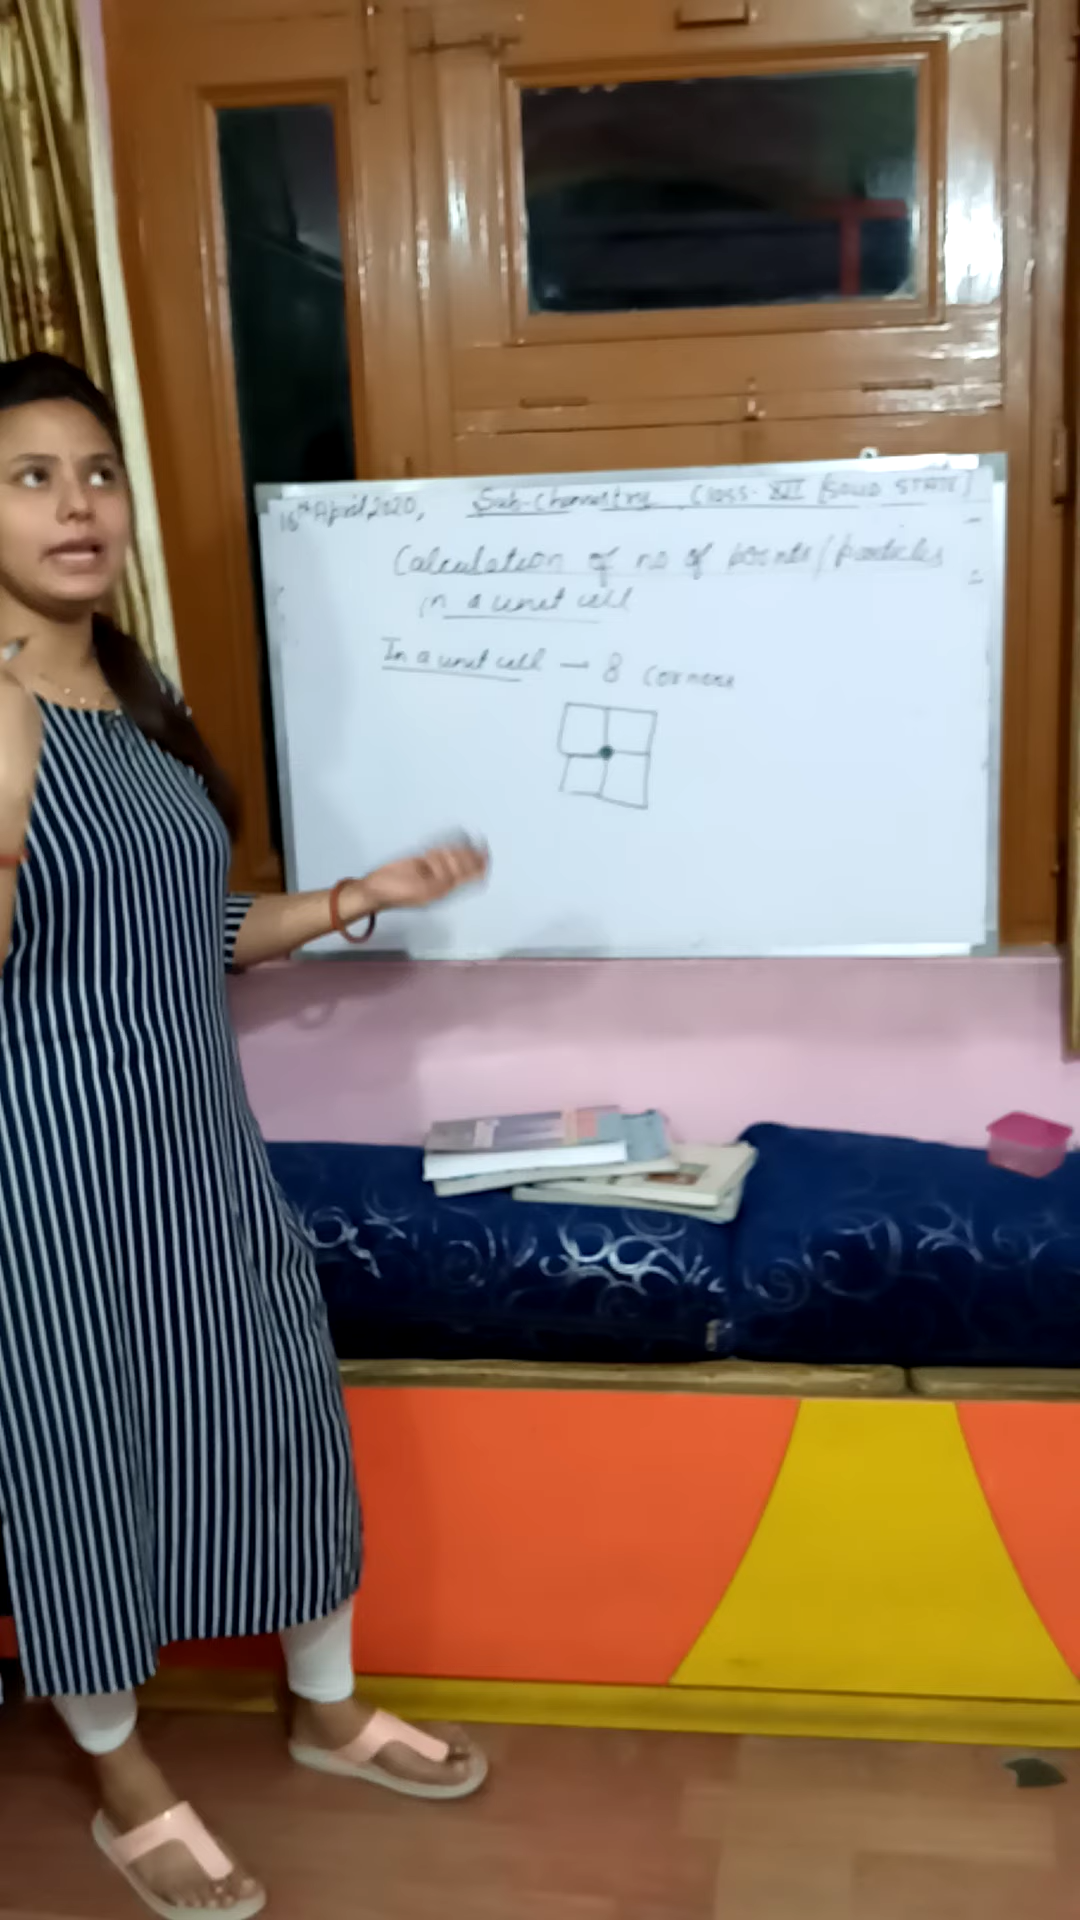 16th April, 2020, Sub-Chemistry Class- XII [SOLID STATE]
Calculation of no of points/particles
in a unit cell
In a unit cell — 8 corners